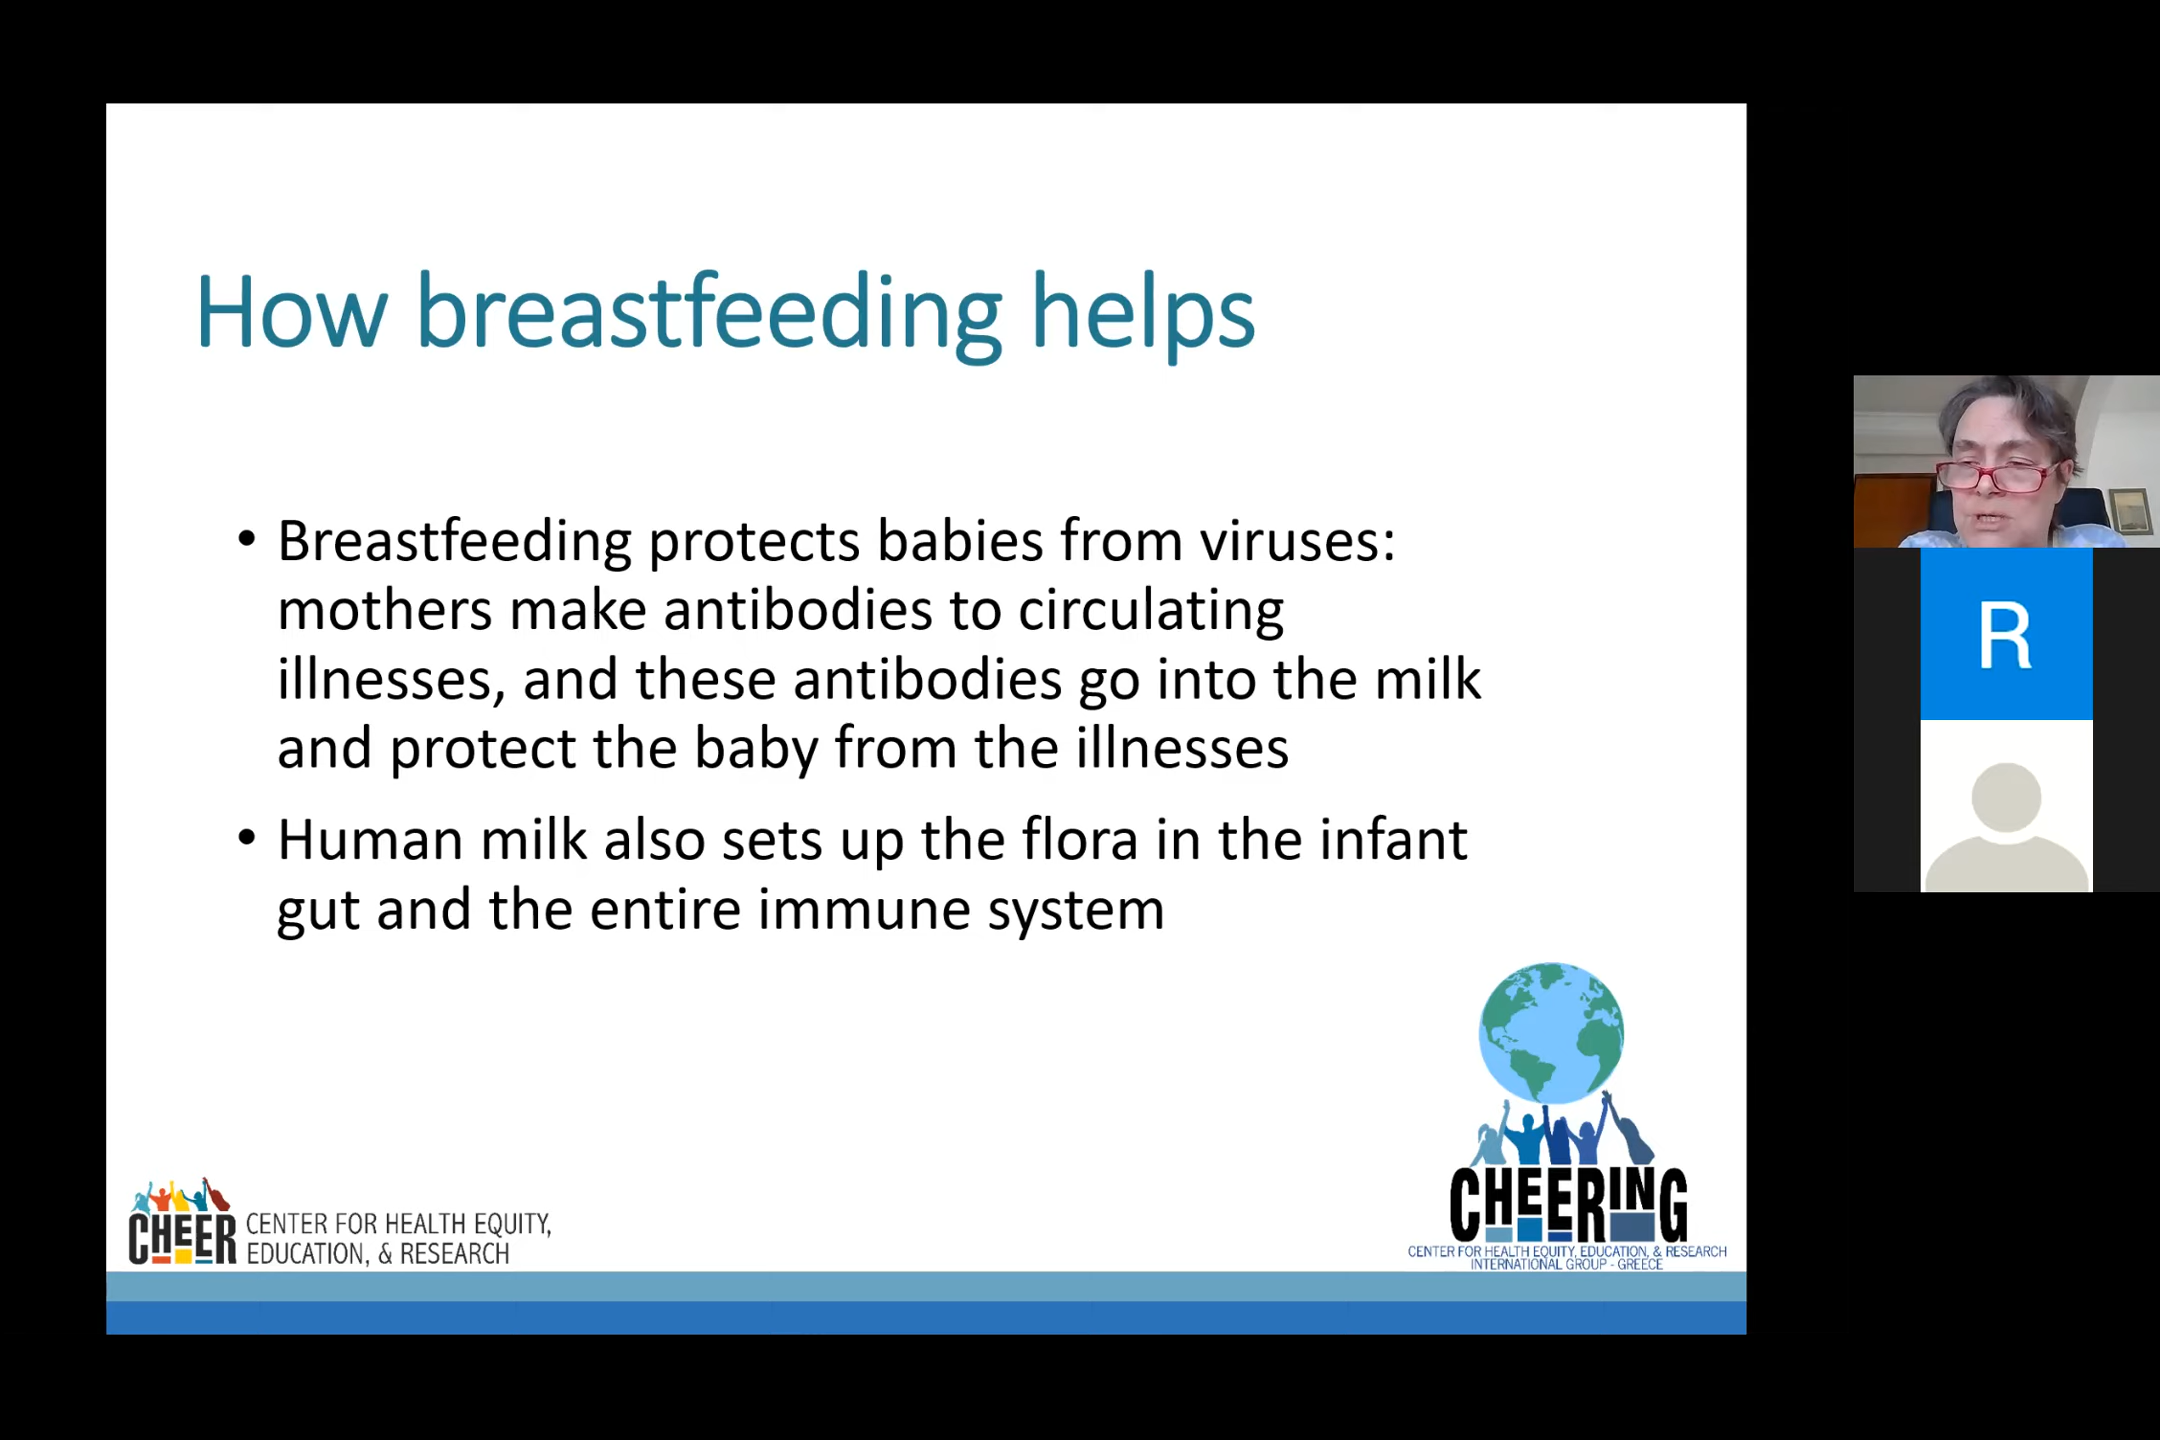 How breastfeeding helps
• Breastfeeding protects babies from viruses:
mothers make antibodies to circulating
illnesses, and these antibodies go into the milk
and protect the baby from the illnesses
• Human milk also sets up the flora in the infant
gut and the entire immune system
CHEER
CENTER FOR HEALTH EQUITY,
EDUCATION, & RESEARCH
CHEERING
CENTER FOR HEALTH EQUITY, EDUCATION, & RESEARCH
INTERNATIONAL GROUP - GREECE
R